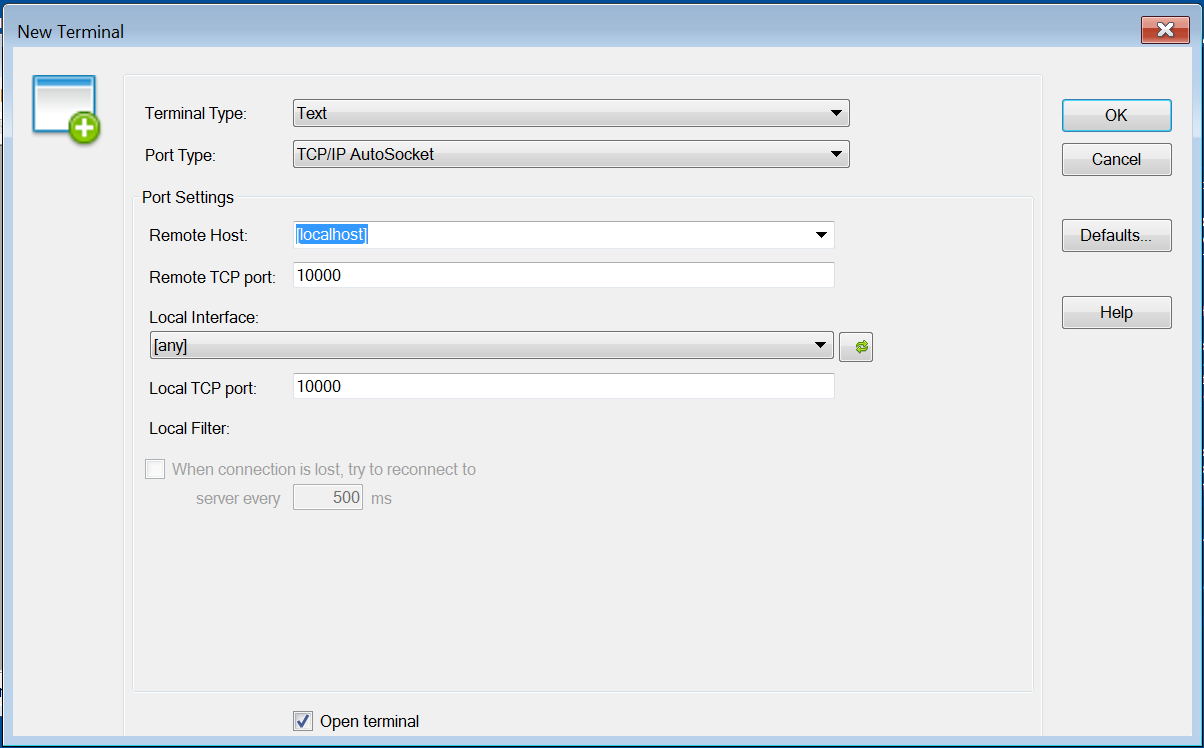 New Terminal
Terminal Type: Text
OK
Port Type: TCP/IP AutoSocket
Cancel
Port Settings
Remote Host: [localhost]
Defaults...
Remote TCP port: 10000
Local Interface:
Help
[any]
Local TCP port: 10000
Local Filter:
When connection is lost, try to reconnect to
server every 500 ms
Open terminal